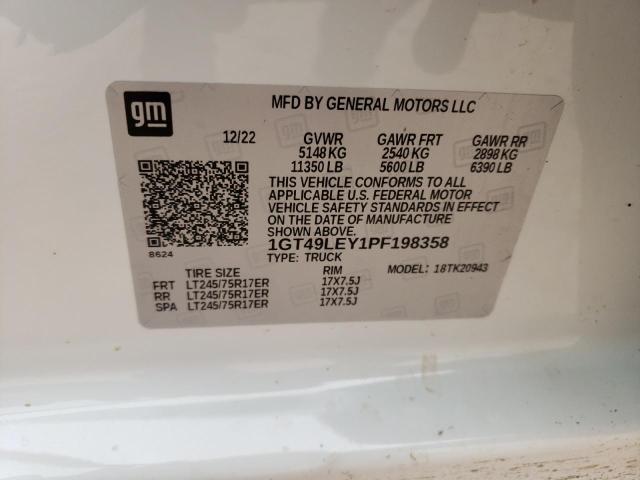 gm
MFD BY GENERAL MOTORS LLC
12/22 GVWR GAWR FRT GAWR RR
5148 KG 2540 KG 2898 KG
11350 LB 5600 LB 6390 LB
THIS VEHICLE CONFORMS TO ALL
APPLICABLE U.S. FEDERAL MOTOR
VEHICLE SAFETY STANDARDS IN EFFECT
ON THE DATE OF MANUFACTURE
SHOWN ABOVE.
8624
1GT49LEY1PF198358
TYPE: TRUCK MODEL: 18TK20943
TIRE SIZE RIM
FRT LT245/75R17ER 17X7.5J
RR LT245/75R17ER 17X7.5J
SPA LT245/75R17ER 17X7.5J